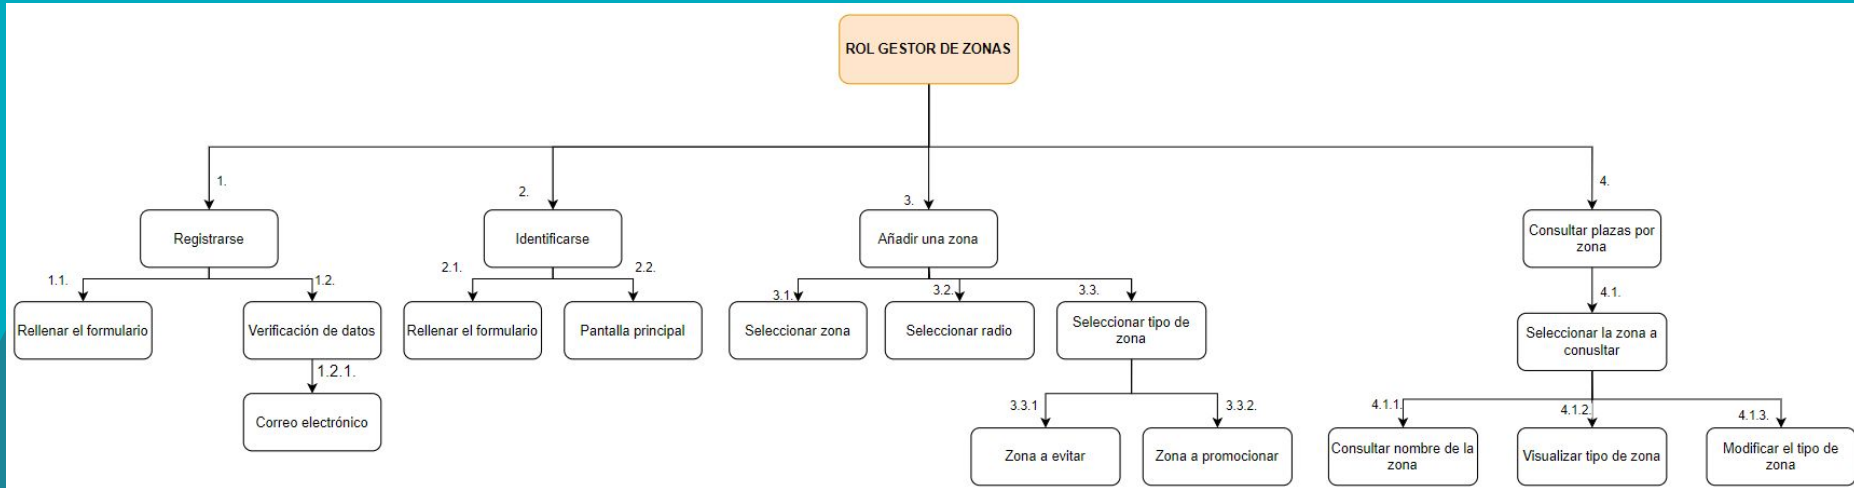 ROL GESTOR DE ZONAS
1.
2.
3.
4.
Registrarse
Identificarse
Añadir una zona
Consultar plazas por
zona
1.1.
1.2.
2.1.
2.2.
3.1.
3.2.
3.3.
4.1.
Rellenar el formulario
Verificación de datos
Rellenar el formulario
Pantalla principal
Seleccionar zona
Seleccionar radio
Seleccionar tipo de
zona
Seleccionar la zona a
conusltar
1.2.1.
3.3.1
3.3.2.
4.1.1.
4.1.2.
4.1.3.
Correo electrónico
Zona a evitar
Zona a promocionar
Consultar nombre de la
zona
Visualizar tipo de zona
Modificar el tipo de
zona